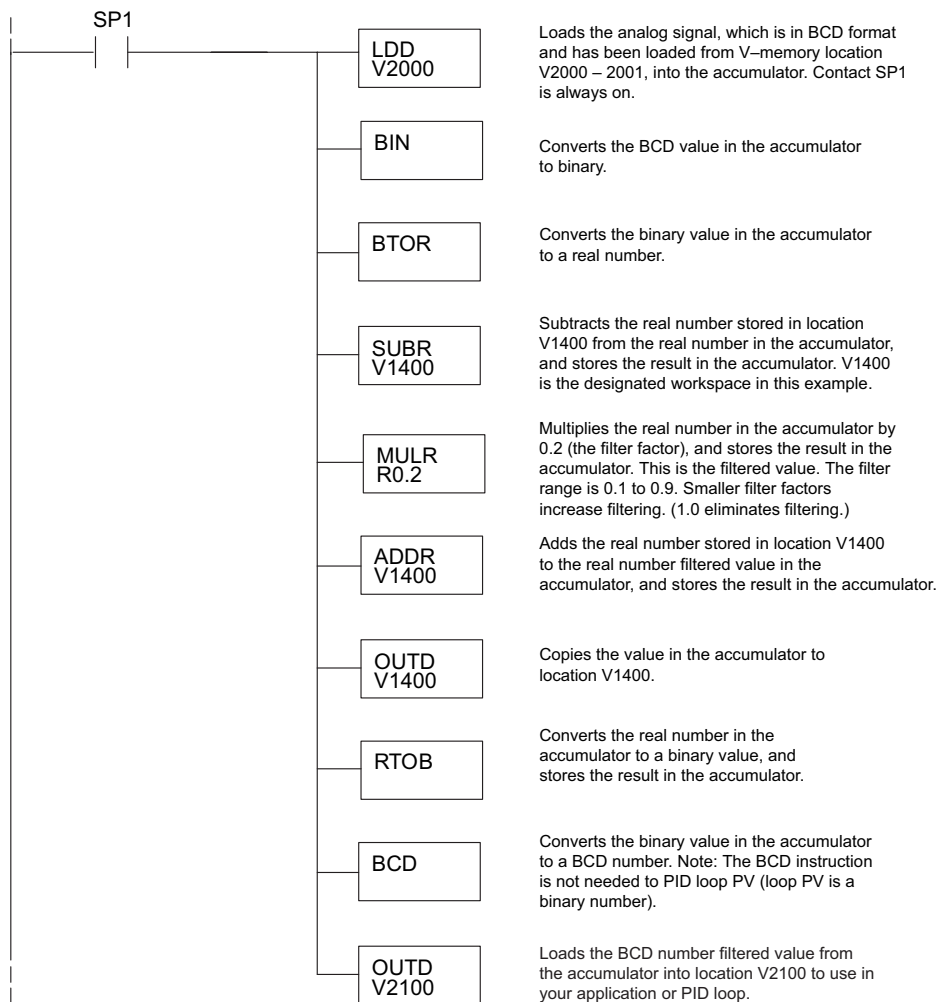 SP1
LDD
V2000
Loads the analog signal, which is in BCD format
and has been loaded from V–memory location
V2000 – 2001, into the accumulator. Contact SP1
is always on.
BIN
Converts the BCD value in the accumulator
to binary.
BTOR
Converts the binary value in the accumulator
to a real number.
SUBR
V1400
Subtracts the real number stored in location
V1400 from the real number in the accumulator,
and stores the result in the accumulator. V1400
is the designated workspace in this example.
MULR
R0.2
Multiplies the real number in the accumulator by
0.2 (the filter factor), and stores the result in the
accumulator. This is the filtered value. The filter
range is 0.1 to 0.9. Smaller filter factors
increase filtering. (1.0 eliminates filtering.)
ADDR
V1400
Adds the real number stored in location V1400
to the real number filtered value in the
accumulator, and stores the result in the accumulator.
OUTD
V1400
Copies the value in the accumulator to
location V1400.
RTOB
Converts the real number in the
accumulator to a binary value, and
stores the result in the accumulator.
BCD
Converts the binary value in the accumulator
to a BCD number. Note: The BCD instruction
is not needed to PID loop PV (loop PV is a
binary number).
OUTD
V2100
Loads the BCD number filtered value from
the accumulator into location V2100 to use in
your application or PID loop.